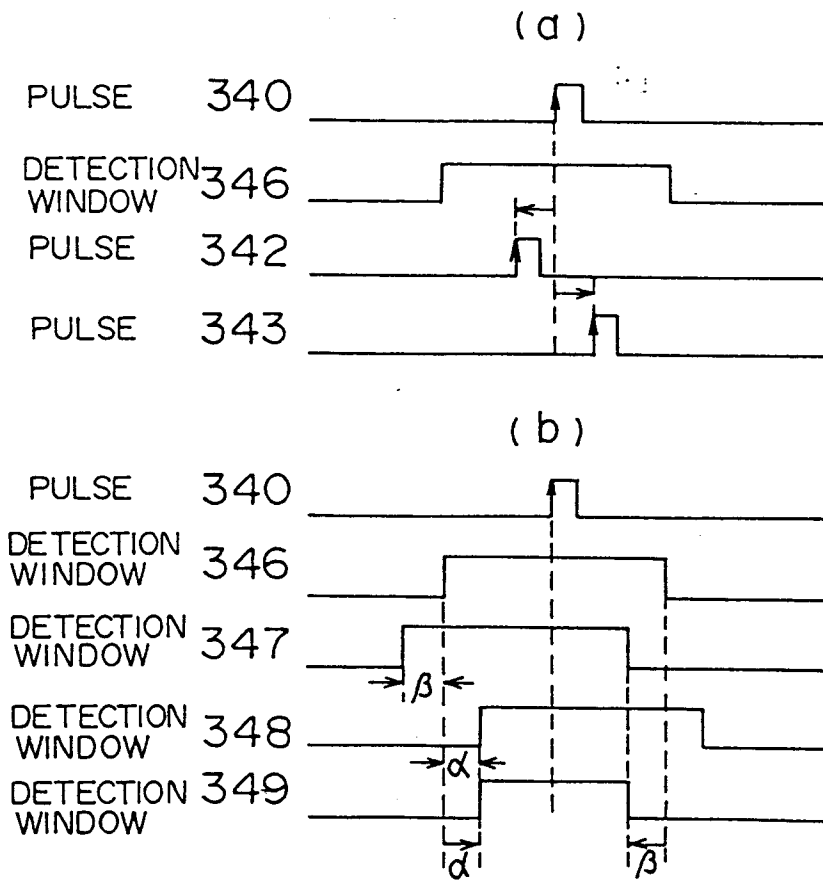 (a)
PULSE 340
DETECTION
WINDOW 346
PULSE 342
PULSE 343
(b)
PULSE 340
DETECTION
WINDOW 346
DETECTION
WINDOW 347
β
DETECTION
WINDOW 348
α
DETECTION
WINDOW 349
α β